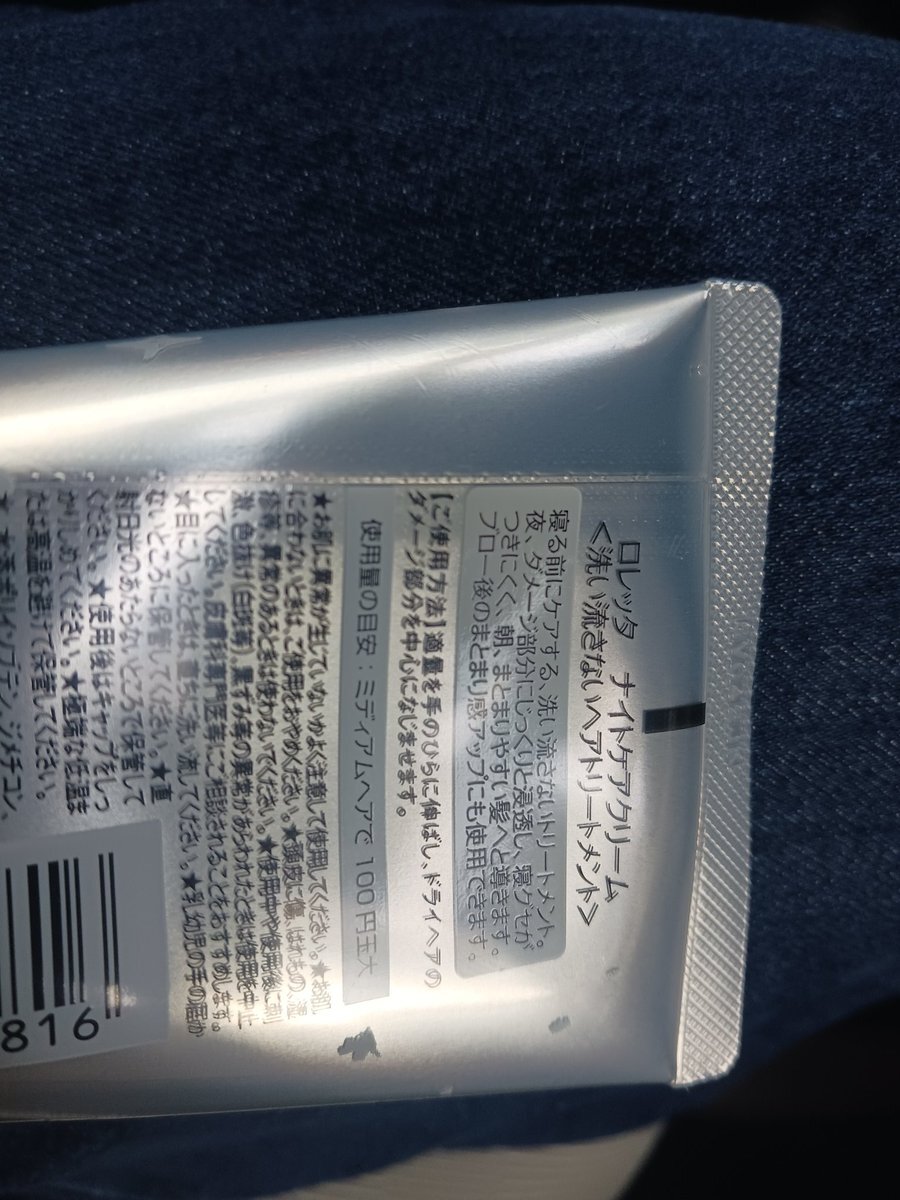 ロレッタ ナイトケアクリーム
<洗い流さないヘアトリートメント>
寝る前にケアする、洗い流さないトリートメント。
夜、ダメージ部分にじっくりと浸透し、寝グセが
つきにくく、朝、まとまりやすい髪へと導きます。
ブロー後のまとまり感アップにも使用できます。
【ご使用方法】適量を手のひらに伸ばし、ドライヘアの
ダメージ部分を中心になじませます。
使用量の目安：ミディアムヘアで 100円玉大
★お肌に異常が生じていないかよく注意して使用してください。★お肌
に合わないときは、ご使用をおやめください。★頭皮に傷、はれもの、湿
疹等、異常のあるときは使わないでください。★使用中や使用後に刺
激、色抜け(白斑等)、黒ずみ等の異常があらわれたときは使用を中止
してください。皮膚科専門医等にご相談されることをおすすめします。
★目に入ったときは、直ちに洗い流してください。★乳幼児の手の届か
ないところに保管してください。★直
射日光のあたらないところで保管して
ください。★使用後はキャップをしっ
かりしめてください。★極端な低温ま
たは高温を避けて保管してください。
ポリイソブテン、ジメチコン、
816